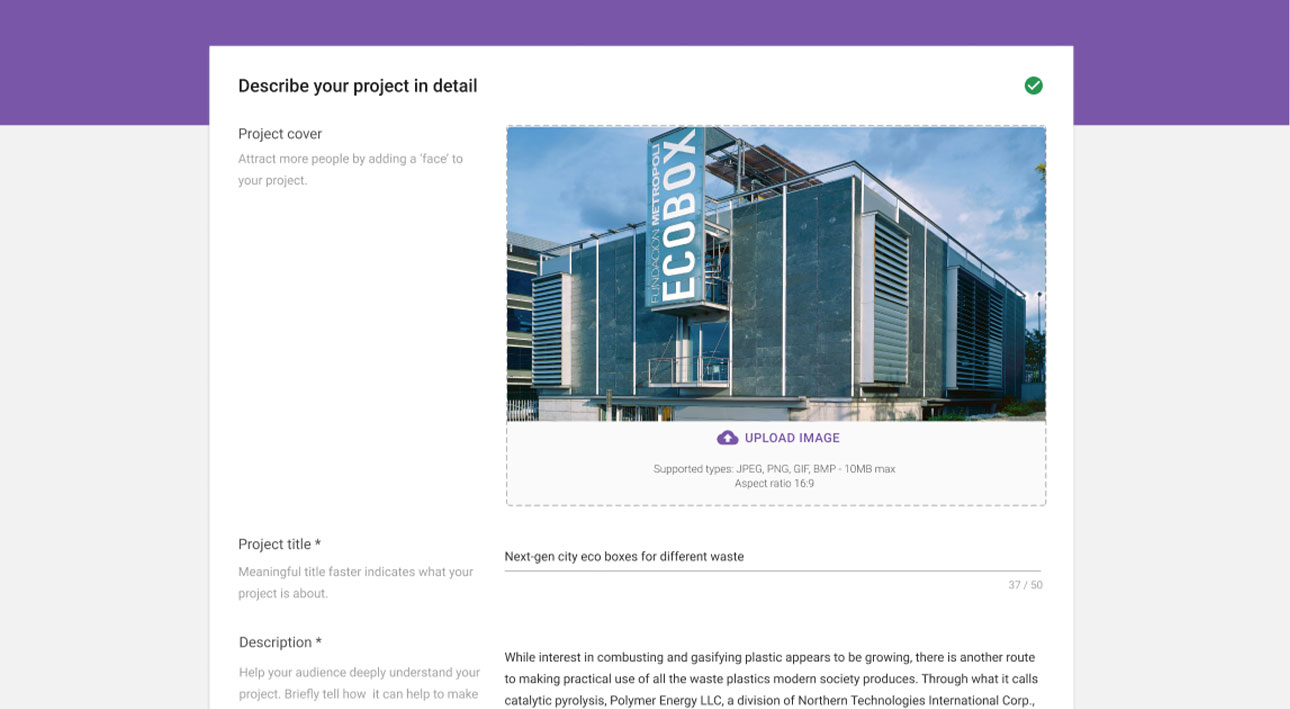 Describe your project in detail
Project cover
Attract more people by adding a 'face' to
your project.
FUNDACIÓN METROPOLI
ECOBOX
UPLOAD IMAGE
Supported types: JPEG, PNG, GIF, BMP - 10MB max
Aspect ratio 16:9
Project title *
Meaningful title faster indicates what your
project is about.
Next-gen city eco boxes for different waste
37 / 50
Description *
Help your audience deeply understand your
project. Briefly tell how  it can help to make
While interest in combusting and gasifying plastic appears to be growing, there is another route
to making practical use of all the waste plastics modern society produces. Through what it calls
catalytic pyrolysis, Polymer Energy LLC, a division of Northern Technologies International Corp.,